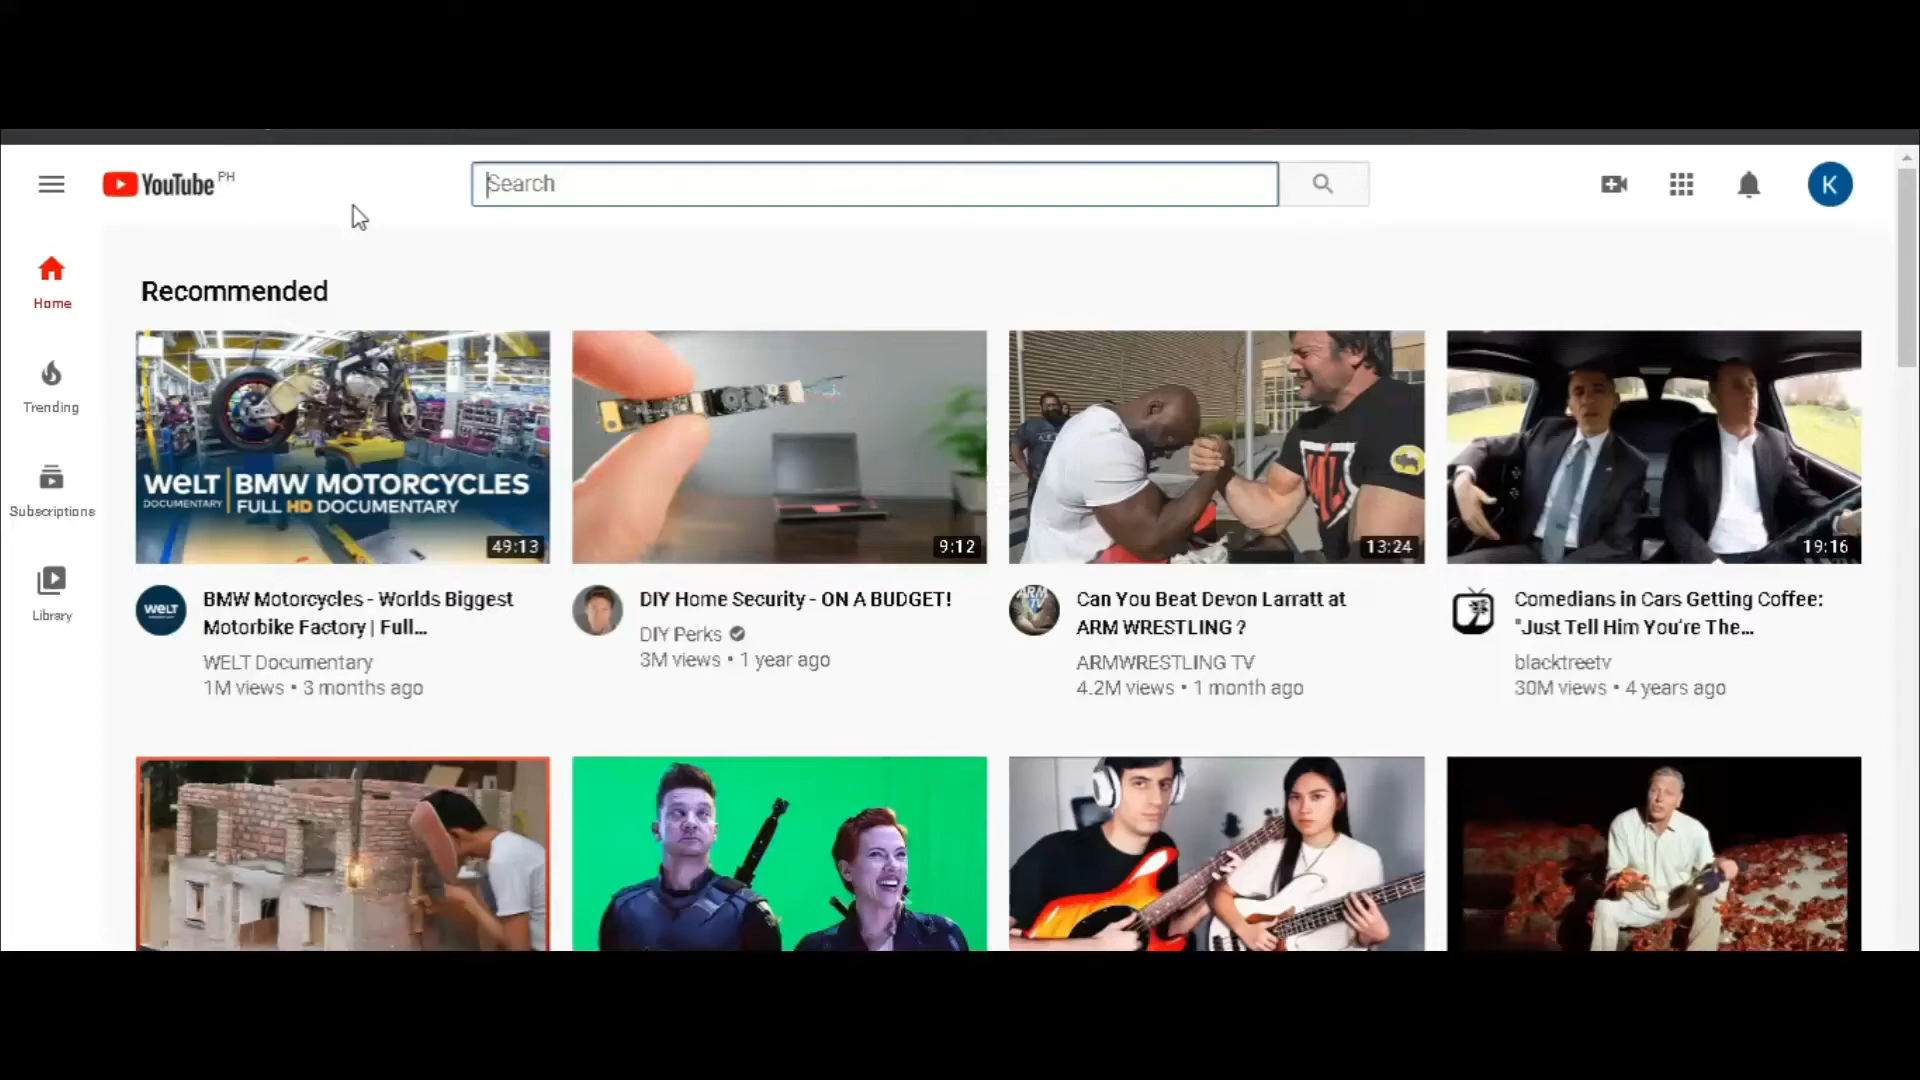 YouTube PH
Search
K
Home
Trending
Subscriptions
Library
Recommended
WELT DOCUMENTARY
BMW MOTORCYCLES
FULL HD DOCUMENTARY
49:13
9:12
13:24
19:16
WELT
BMW Motorcycles - Worlds Biggest
Motorbike Factory | Full...
WELT Documentary
1M views • 3 months ago
DIY Home Security - ON A BUDGET!
DIY Perks
3M views • 1 year ago
ARM
TV
Can You Beat Devon Larratt at
ARM WRESTLING ?
ARMWRESTLING TV
4.2M views • 1 month ago
Comedians in Cars Getting Coffee:
"Just Tell Him You're The...
blacktreetv
30M views • 4 years ago